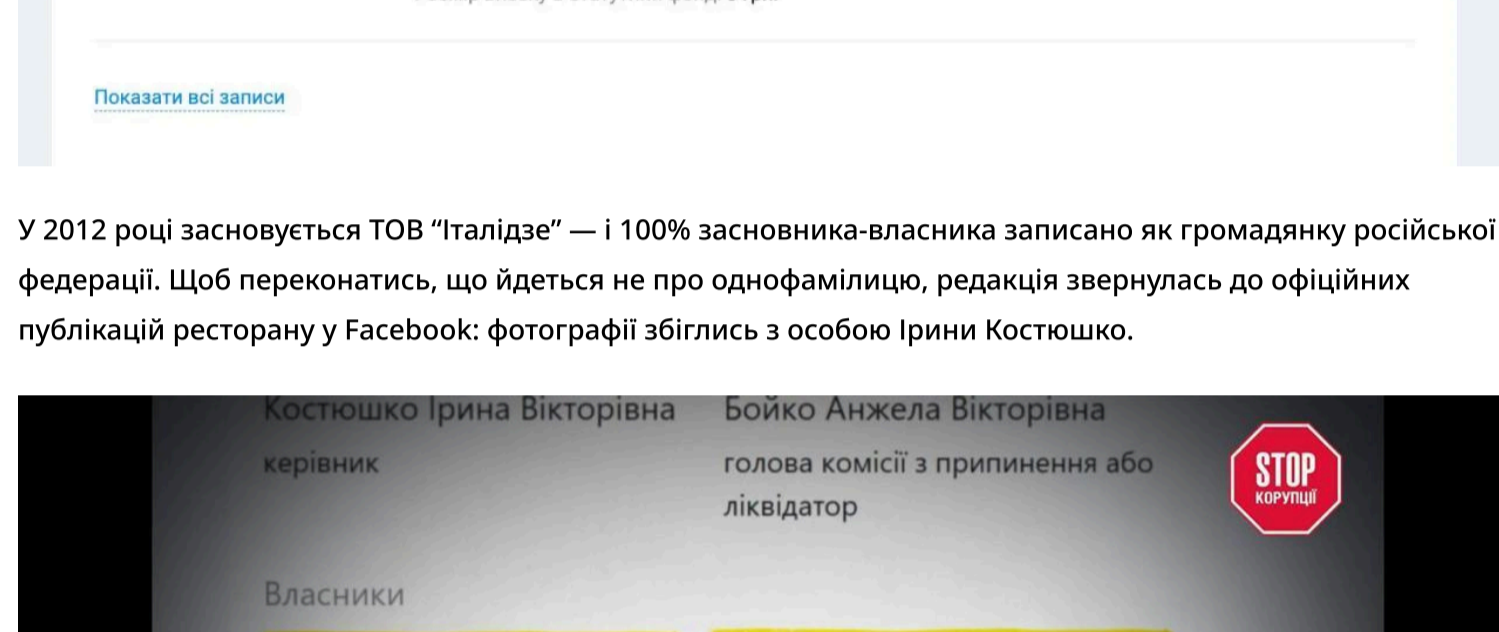 Показати всі записи
У 2012 році засновується ТОВ “Італідзе” — і 100% засновника-власника записано як громадянку російської
федерації. Щоб переконатись, що йдеться не про однофамілицю, редакція звернулась до офіційних
публікацій ресторану у Facebook: фотографії збіглись з особою Ірини Костюшко.
Костюшко Ірина Вікторівна
Бойко Анжела Вікторівна
керівник
голова комісії з припинення або
ліквідатор
STOP
КОРУПЦІЇ
Власники